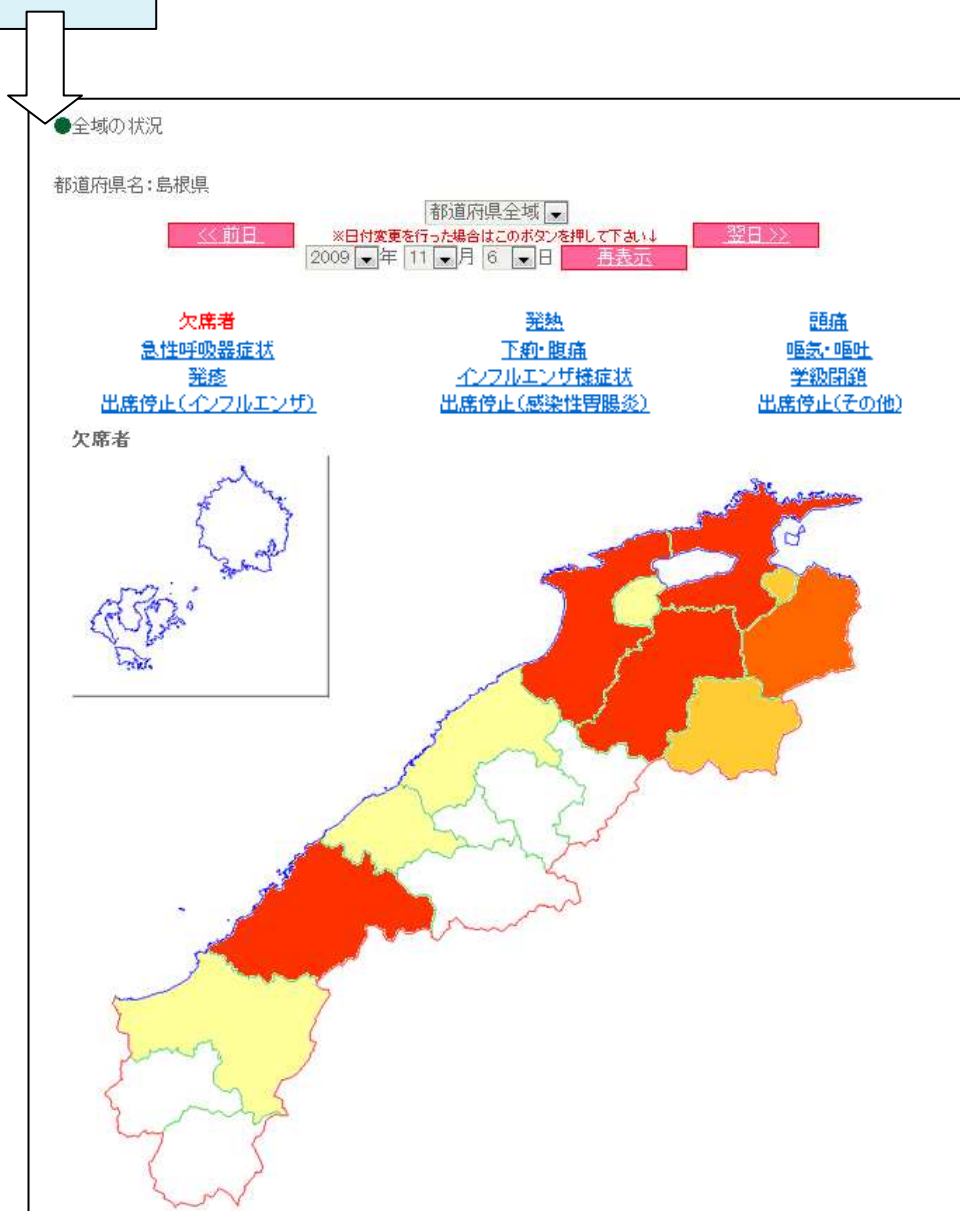 ●全域の状況
都道府県名:島根県
都道府県全域
<< 前日
※日付変更を行った場合はこのボタンを押して下さい↓
翌日 >>
2009 年 11 月 6 日 再表示
欠席者 発熱 頭痛
急性呼吸器症状 下痢・腹痛 嘔気・嘔吐
発疹 インフルエンザ様症状 学級閉鎖
出席停止(インフルエンザ) 出席停止(感染性胃腸炎) 出席停止(その他)
欠席者